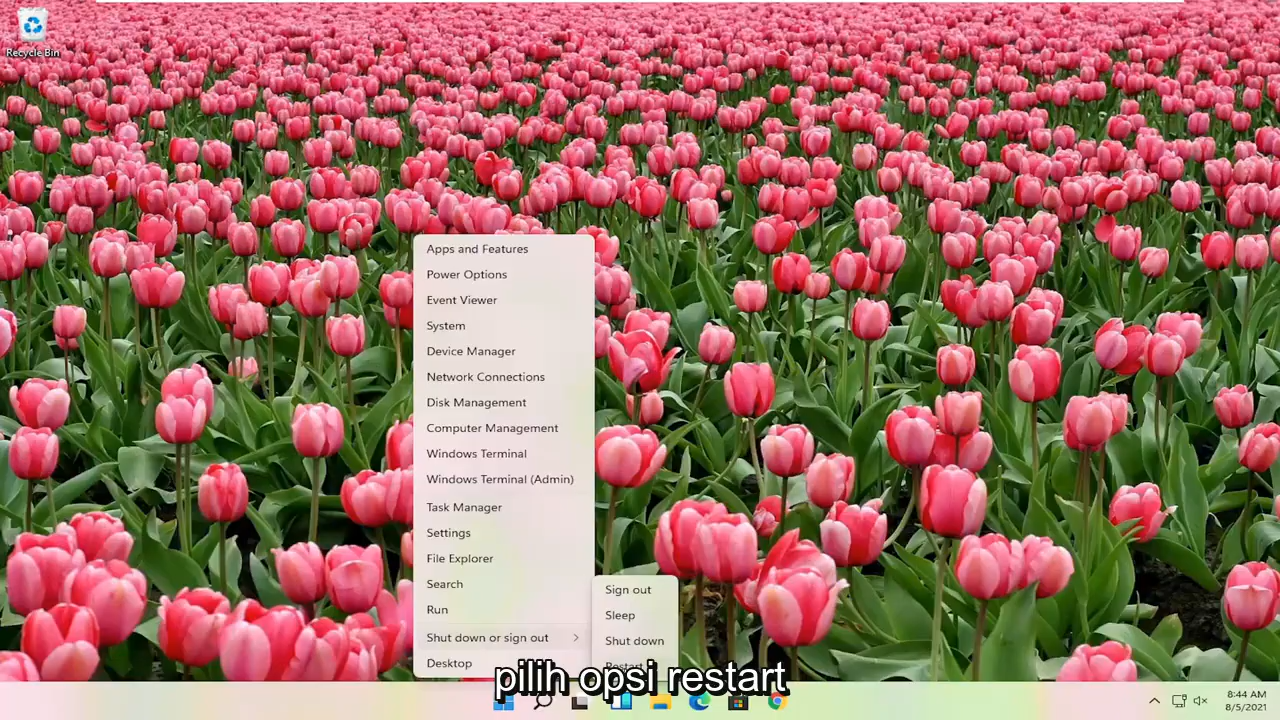 Recycle Bin
Apps and Features
Power Options
Event Viewer
System
Device Manager
Network Connections
Disk Management
Computer Management
Windows Terminal
Windows Terminal (Admin)
Task Manager
Settings
File Explorer
Search
Run
Shut down or sign out
Desktop
Sign out
Sleep
Shut down
Restart
pilih opsi restart
8:44 AM
8/5/2021